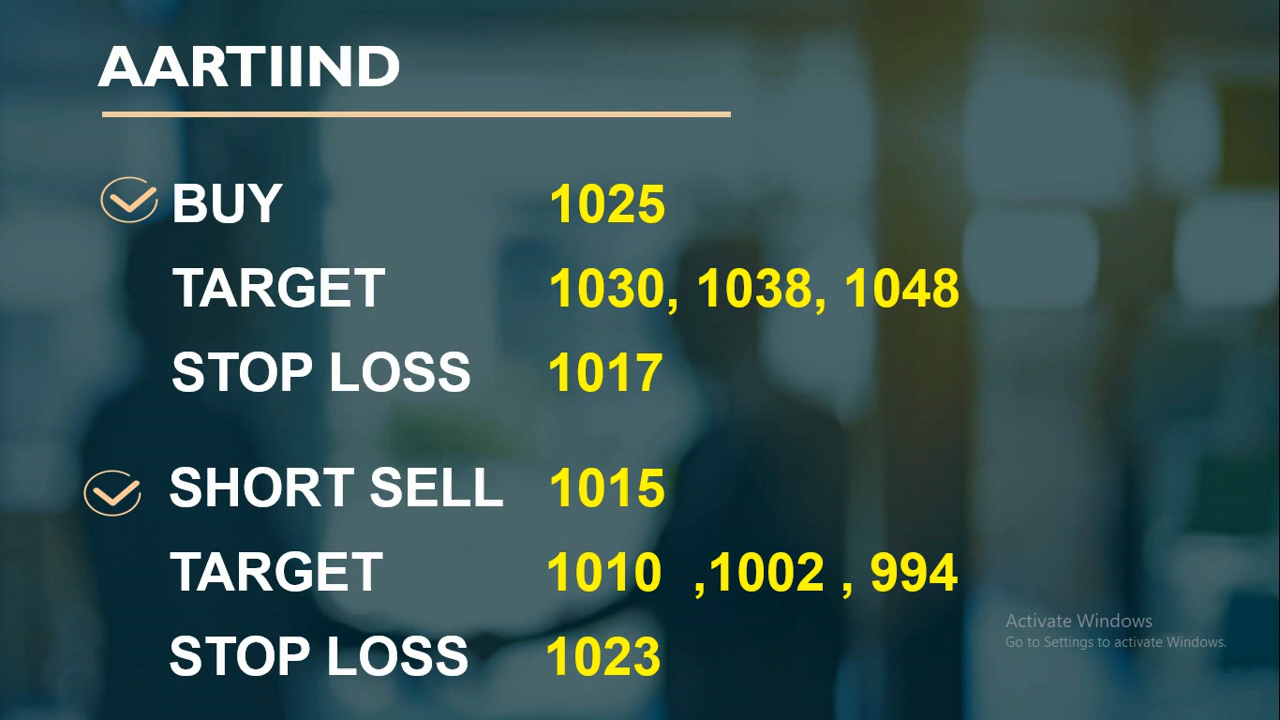 AARTIIND
BUY 1025
TARGET 1030, 1038, 1048
STOP LOSS 1017
SHORT SELL 1015
TARGET 1010 ,1002 , 994
STOP LOSS 1023
Activate Windows
Go to Settings to activate Windows.